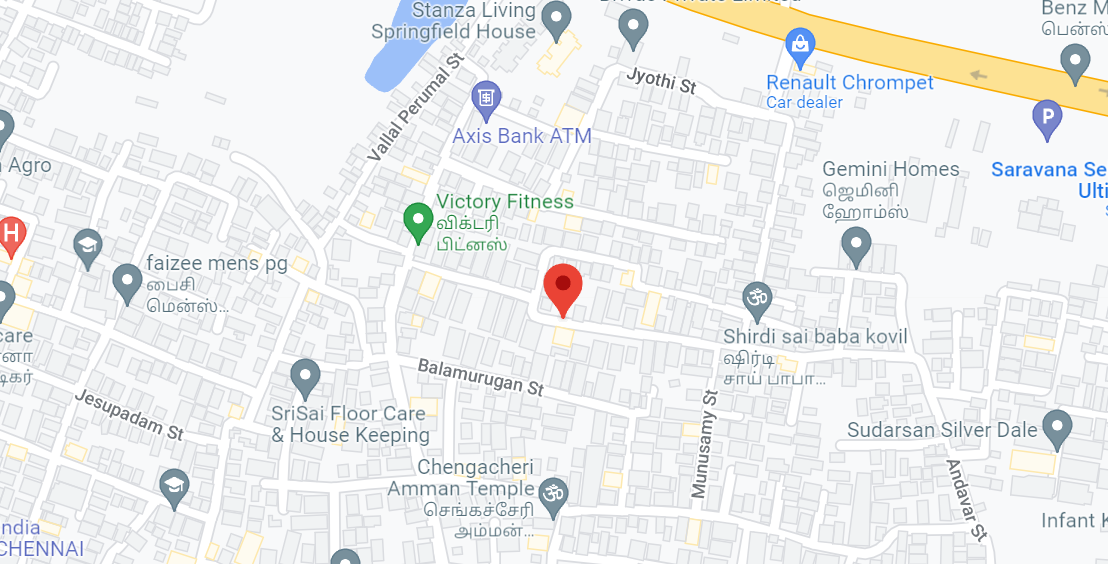 Stanza Living
Springfield House
Benz M
பென்ஸ்
Jyothi St
Renault Chrompet
Car dealer
Vallal Perumal St
Axis Bank ATM
Agro
Gemini Homes
ஜெமினி
ஹோம்ஸ்
Saravana Se
Ulti
Victory Fitness
விக்டரி
பிட்னஸ்
H
P
faizee mens pg
பைசி
மென்ஸ்...
Shirdi sai baba kovil
ஷிர்டி
சாய் பாபா...
care
Balamurugan St
Jesupadam St
SriSai Floor Care
& House Keeping
Munusamy St
Sudarsan Silver Dale
Chengacheri
Amman Temple
செங்கச்சேரி
அம்மன்...
Andavar St
Infant K
India
CHENNAI